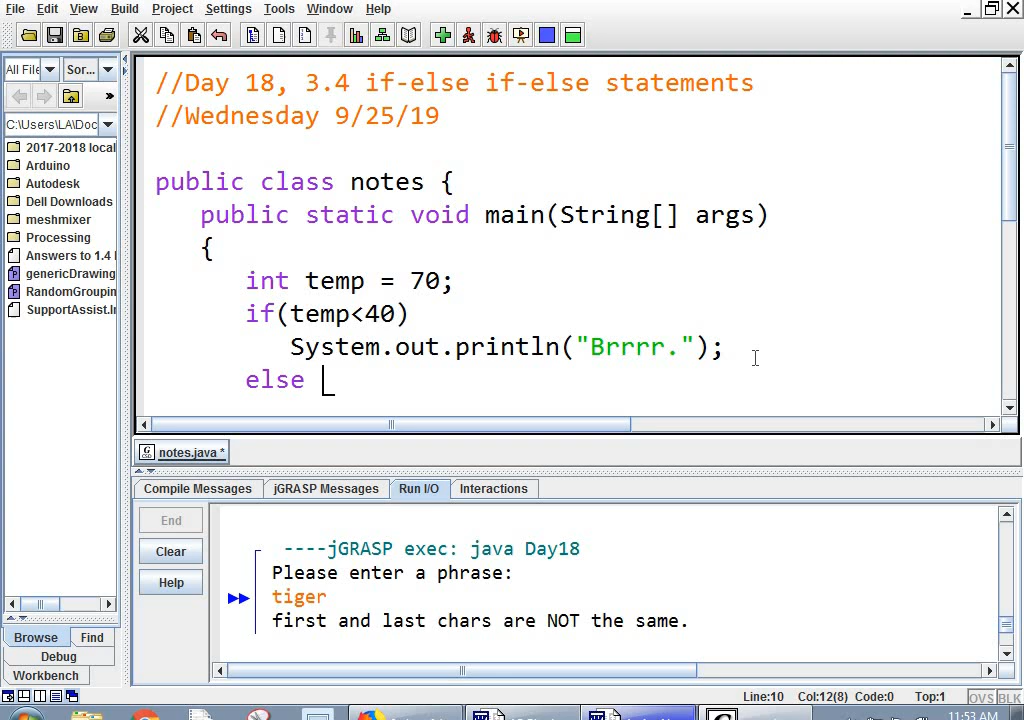 File Edit View Build Project Settings Tools Window Help
All File Sor...
C:\Users\LA\Doc
2017-2018 local
Arduino
Autodesk
Dell Downloads
meshmixer
Processing
Answers to 1.4
genericDrawing
RandomGroupin
SupportAssist.In
Browse Find
Debug
Workbench
//Day 18, 3.4 if-else if-else statements
//Wednesday 9/25/19
public class notes {
public static void main(String[] args)
{
int temp = 70;
if(temp<40)
System.out.println("Brrrr.");
else
notes.java *
Compile Messages jGRASP Messages Run I/O Interactions
End
Clear
Help
----jGRASP exec: java Day18
Please enter a phrase:
tiger
first and last chars are NOT the same.
Line:10 Col:12(8) Code:0 Top:1 OVS BLK
11:53 AM